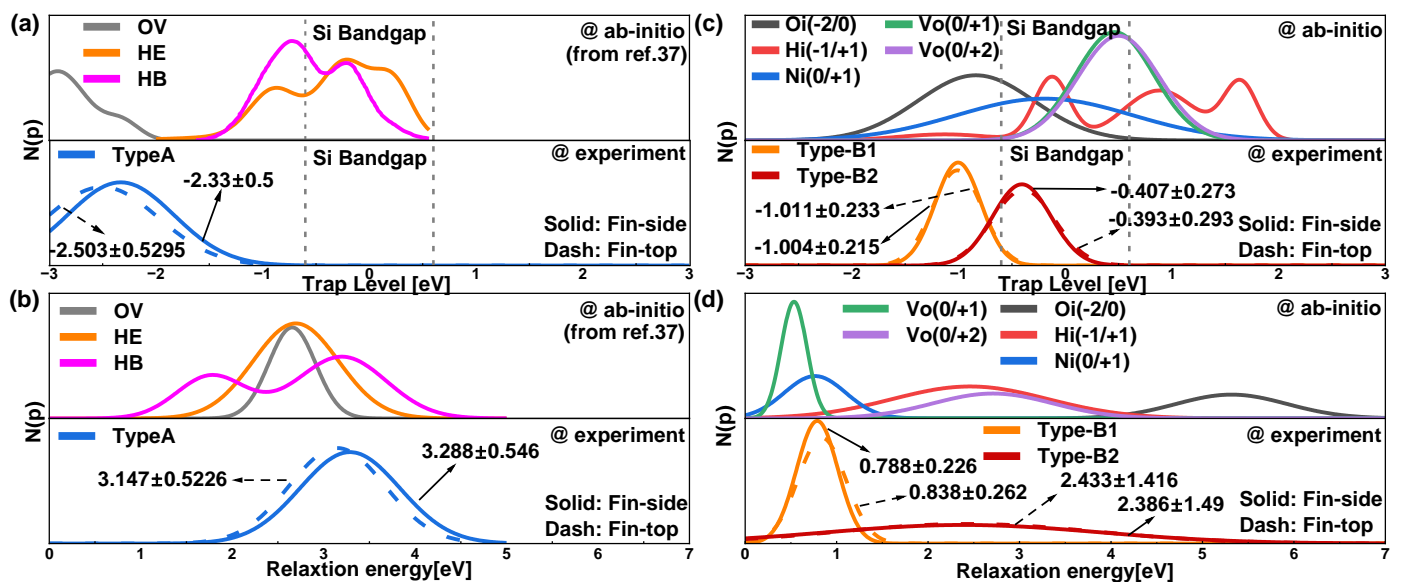 (a)
OV
HE
HB
Si Bandgap
@ ab-initio
(from ref.37)
N(p)
TypeA
Si Bandgap
@ experiment
-2.33±0.5
-2.503±0.5295
Solid: Fin-side
Dash: Fin-top
−3 −2 −1 0 1 2 3
Trap Level [eV]
(b)
OV
HE
HB
@ ab-initio
(from ref.37)
N(p)
TypeA
@ experiment
3.288±0.546
3.147±0.5226
Solid: Fin-side
Dash: Fin-top
0 1 2 3 4 5 6 7
Relaxtion energy[eV]
(c)
Oi(-2/0)
Vo(0/+1)
Si Bandgap
@ ab-initio
Hi(-1/+1)
Vo(0/+2)
Ni(0/+1)
N(p)
Type-B1
Type-B2
Si Bandgap
@ experiment
-0.407±0.273
-1.011±0.233
-0.393±0.293
-1.004±0.215
Solid: Fin-side
Dash: Fin-top
−3 −2 −1 0 1 2 3
Trap Level [eV]
(d)
Vo(0/+1)
Oi(-2/0)
@ ab-initio
Vo(0/+2)
Hi(-1/+1)
Ni(0/+1)
N(p)
Type-B1
Type-B2
@ experiment
0.788±0.226
2.433±1.416
0.838±0.262
2.386±1.49
Solid: Fin-side
Dash: Fin-top
0 1 2 3 4 5 6 7
Relaxtion energy[eV]